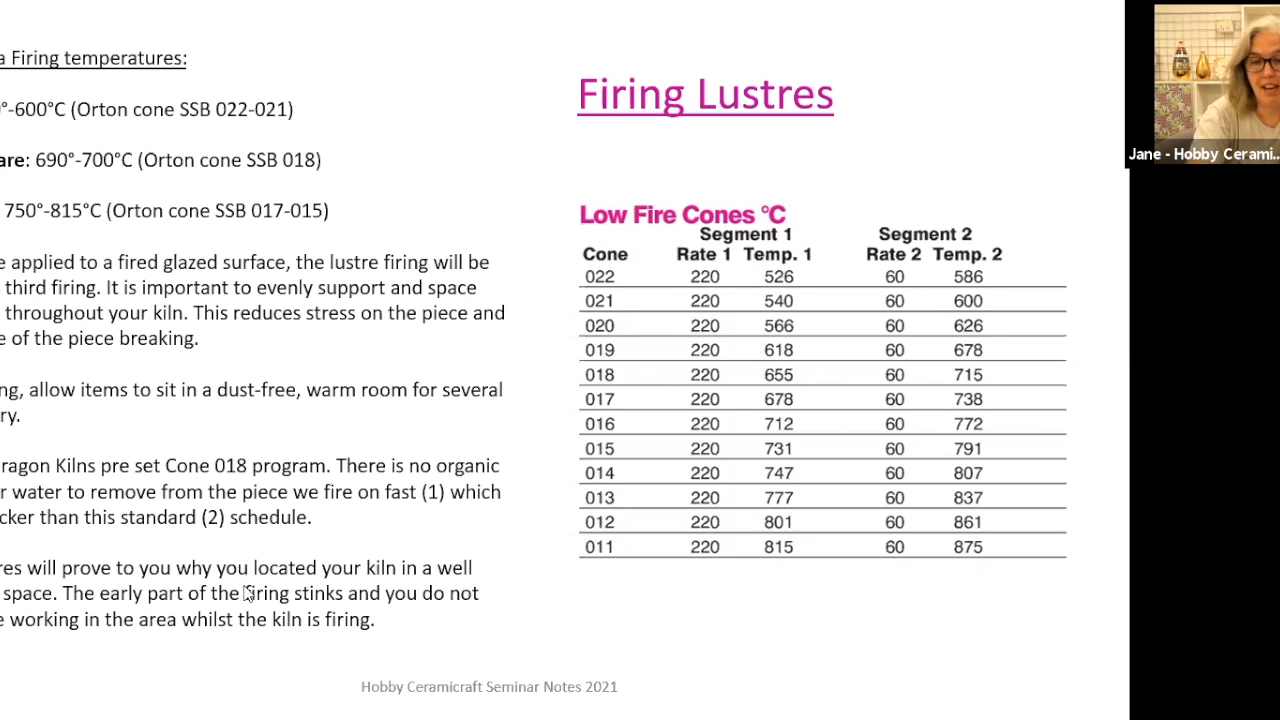 a Firing temperatures:
°-600°C (Orton cone SSB 022-021)
are: 690°-700°C (Orton cone SSB 018)
750°-815°C (Orton cone SSB 017-015)
e applied to a fired glazed surface, the lustre firing will be
third firing. It is important to evenly support and space
throughout your kiln. This reduces stress on the piece and
e of the piece breaking.
ng, allow items to sit in a dust-free, warm room for several
ry.
ragon Kilns pre set Cone 018 program. There is no organic
r water to remove from the piece we fire on fast (1) which
cker than this standard (2) schedule.
res will prove to you why you located your kiln in a well
space. The early part of the firing stinks and you do not
e working in the area whilst the kiln is firing.
Firing Lustres
Low Fire Cones °C
Segment 1 Segment 2
Cone Rate 1 Temp. 1 Rate 2 Temp. 2
022 220 526 60 586
021 220 540 60 600
020 220 566 60 626
019 220 618 60 678
018 220 655 60 715
017 220 678 60 738
016 220 712 60 772
015 220 731 60 791
014 220 747 60 807
013 220 777 60 837
012 220 801 60 861
011 220 815 60 875
Jane - Hobby Cerami...
Hobby Ceramicraft Seminar Notes 2021